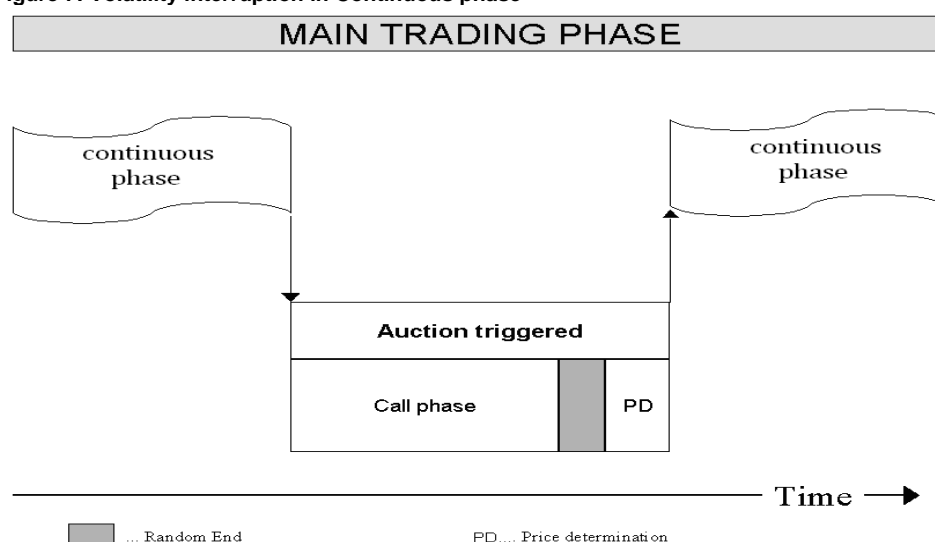 MAIN TRADING PHASE
continuous
phase
continuous
phase
Auction triggered
Call phase
PD
Time
... Random End
PD.... Price determination